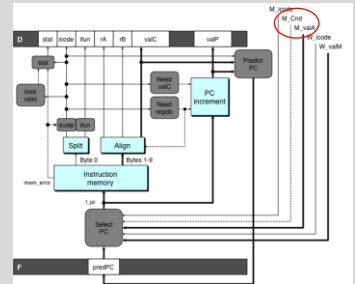 M_icode
M_Cnd
M_valA
W_icode
W_valM
D stat icode ifun rA rB valC valP
Predict
PC
stat
Instr
valid
Need
valC
Need
regids
PC
increment
icode ifun
Split
Align
Byte 0
Bytes 1-9
imem_error
Instruction
memory
f_pc
Select
PC
F predPC